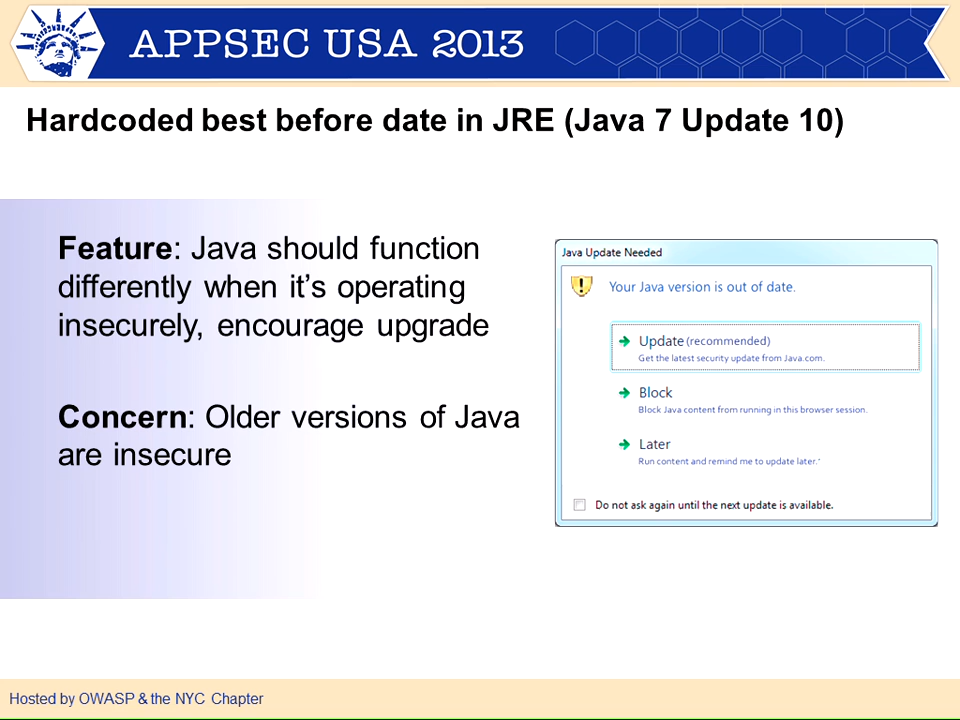 APPSEC USA 2013
Hardcoded best before date in JRE (Java 7 Update 10)
Feature: Java should function
differently when it’s operating
insecurely, encourage upgrade
Concern: Older versions of Java
are insecure
Java Update Needed
Your Java version is out of date.
Update (recommended)
Get the latest security update from Java.com.
Block
Block Java content from running in this browser session.
Later
Run content and remind me to update later.
Do not ask again until the next update is available.
Hosted by OWASP & the NYC Chapter